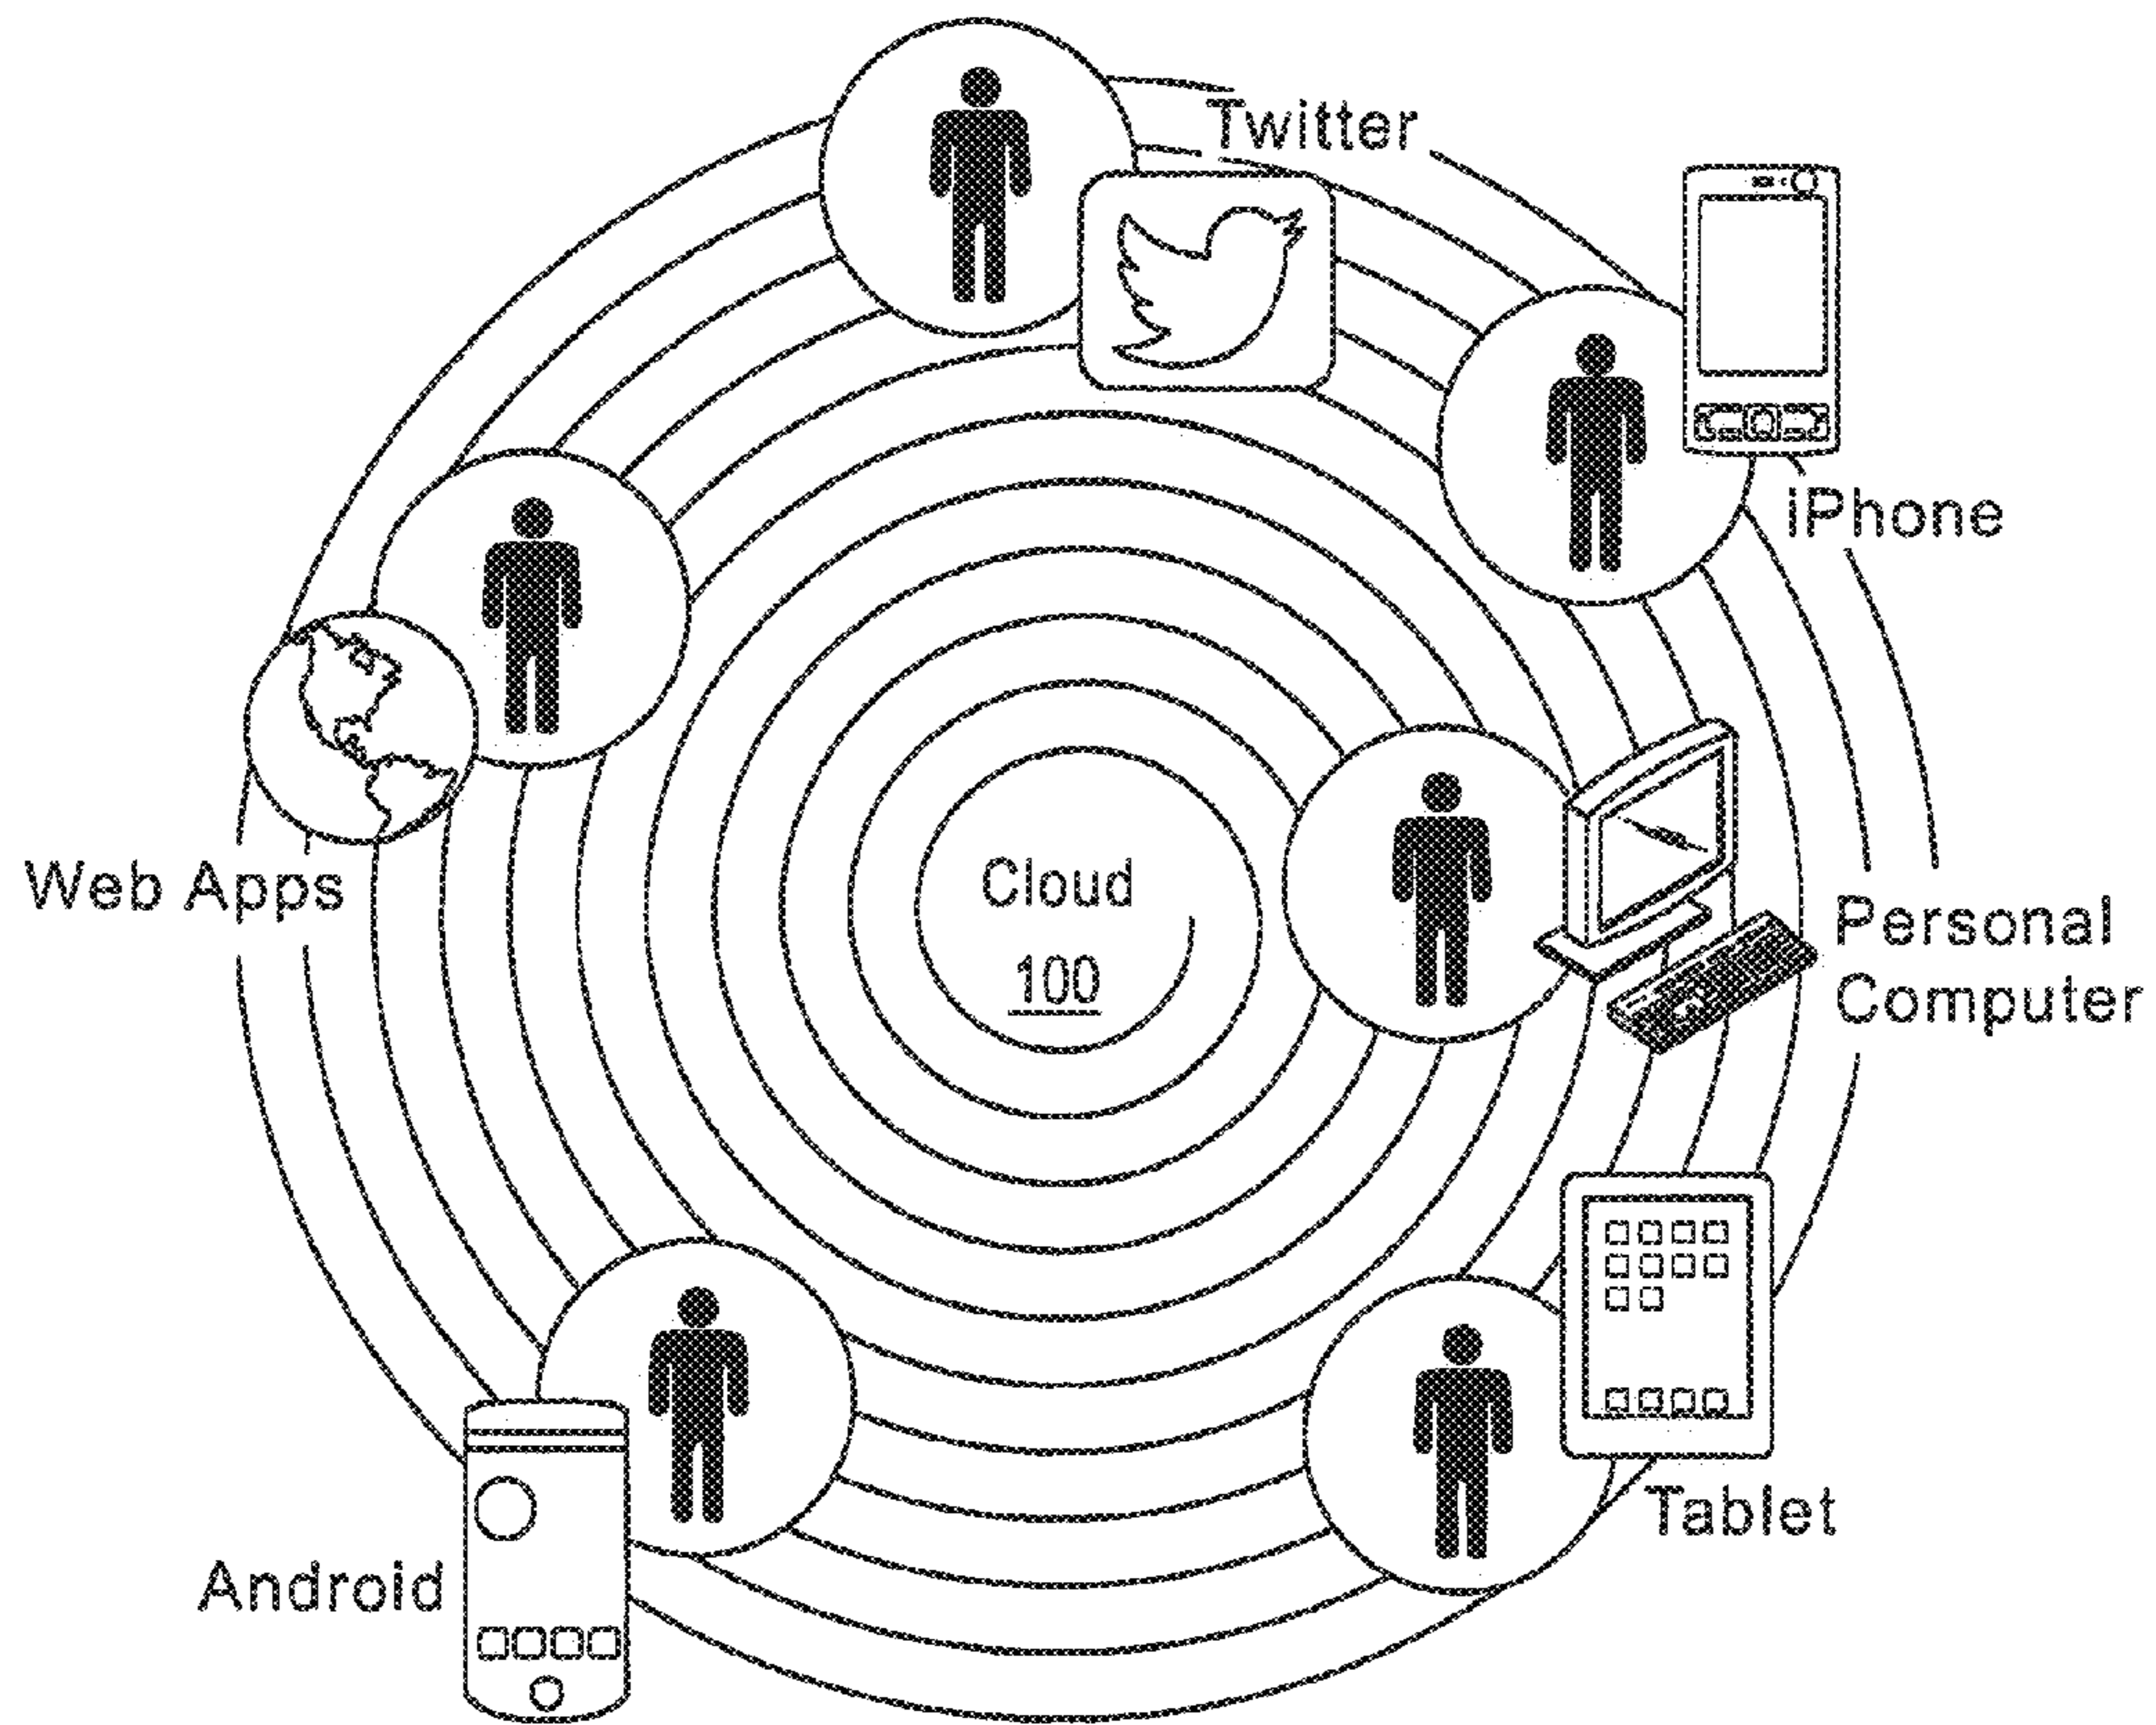 Twitter
iPhone
Web Apps
Cloud
100
Personal
Computer
Tablet
Android